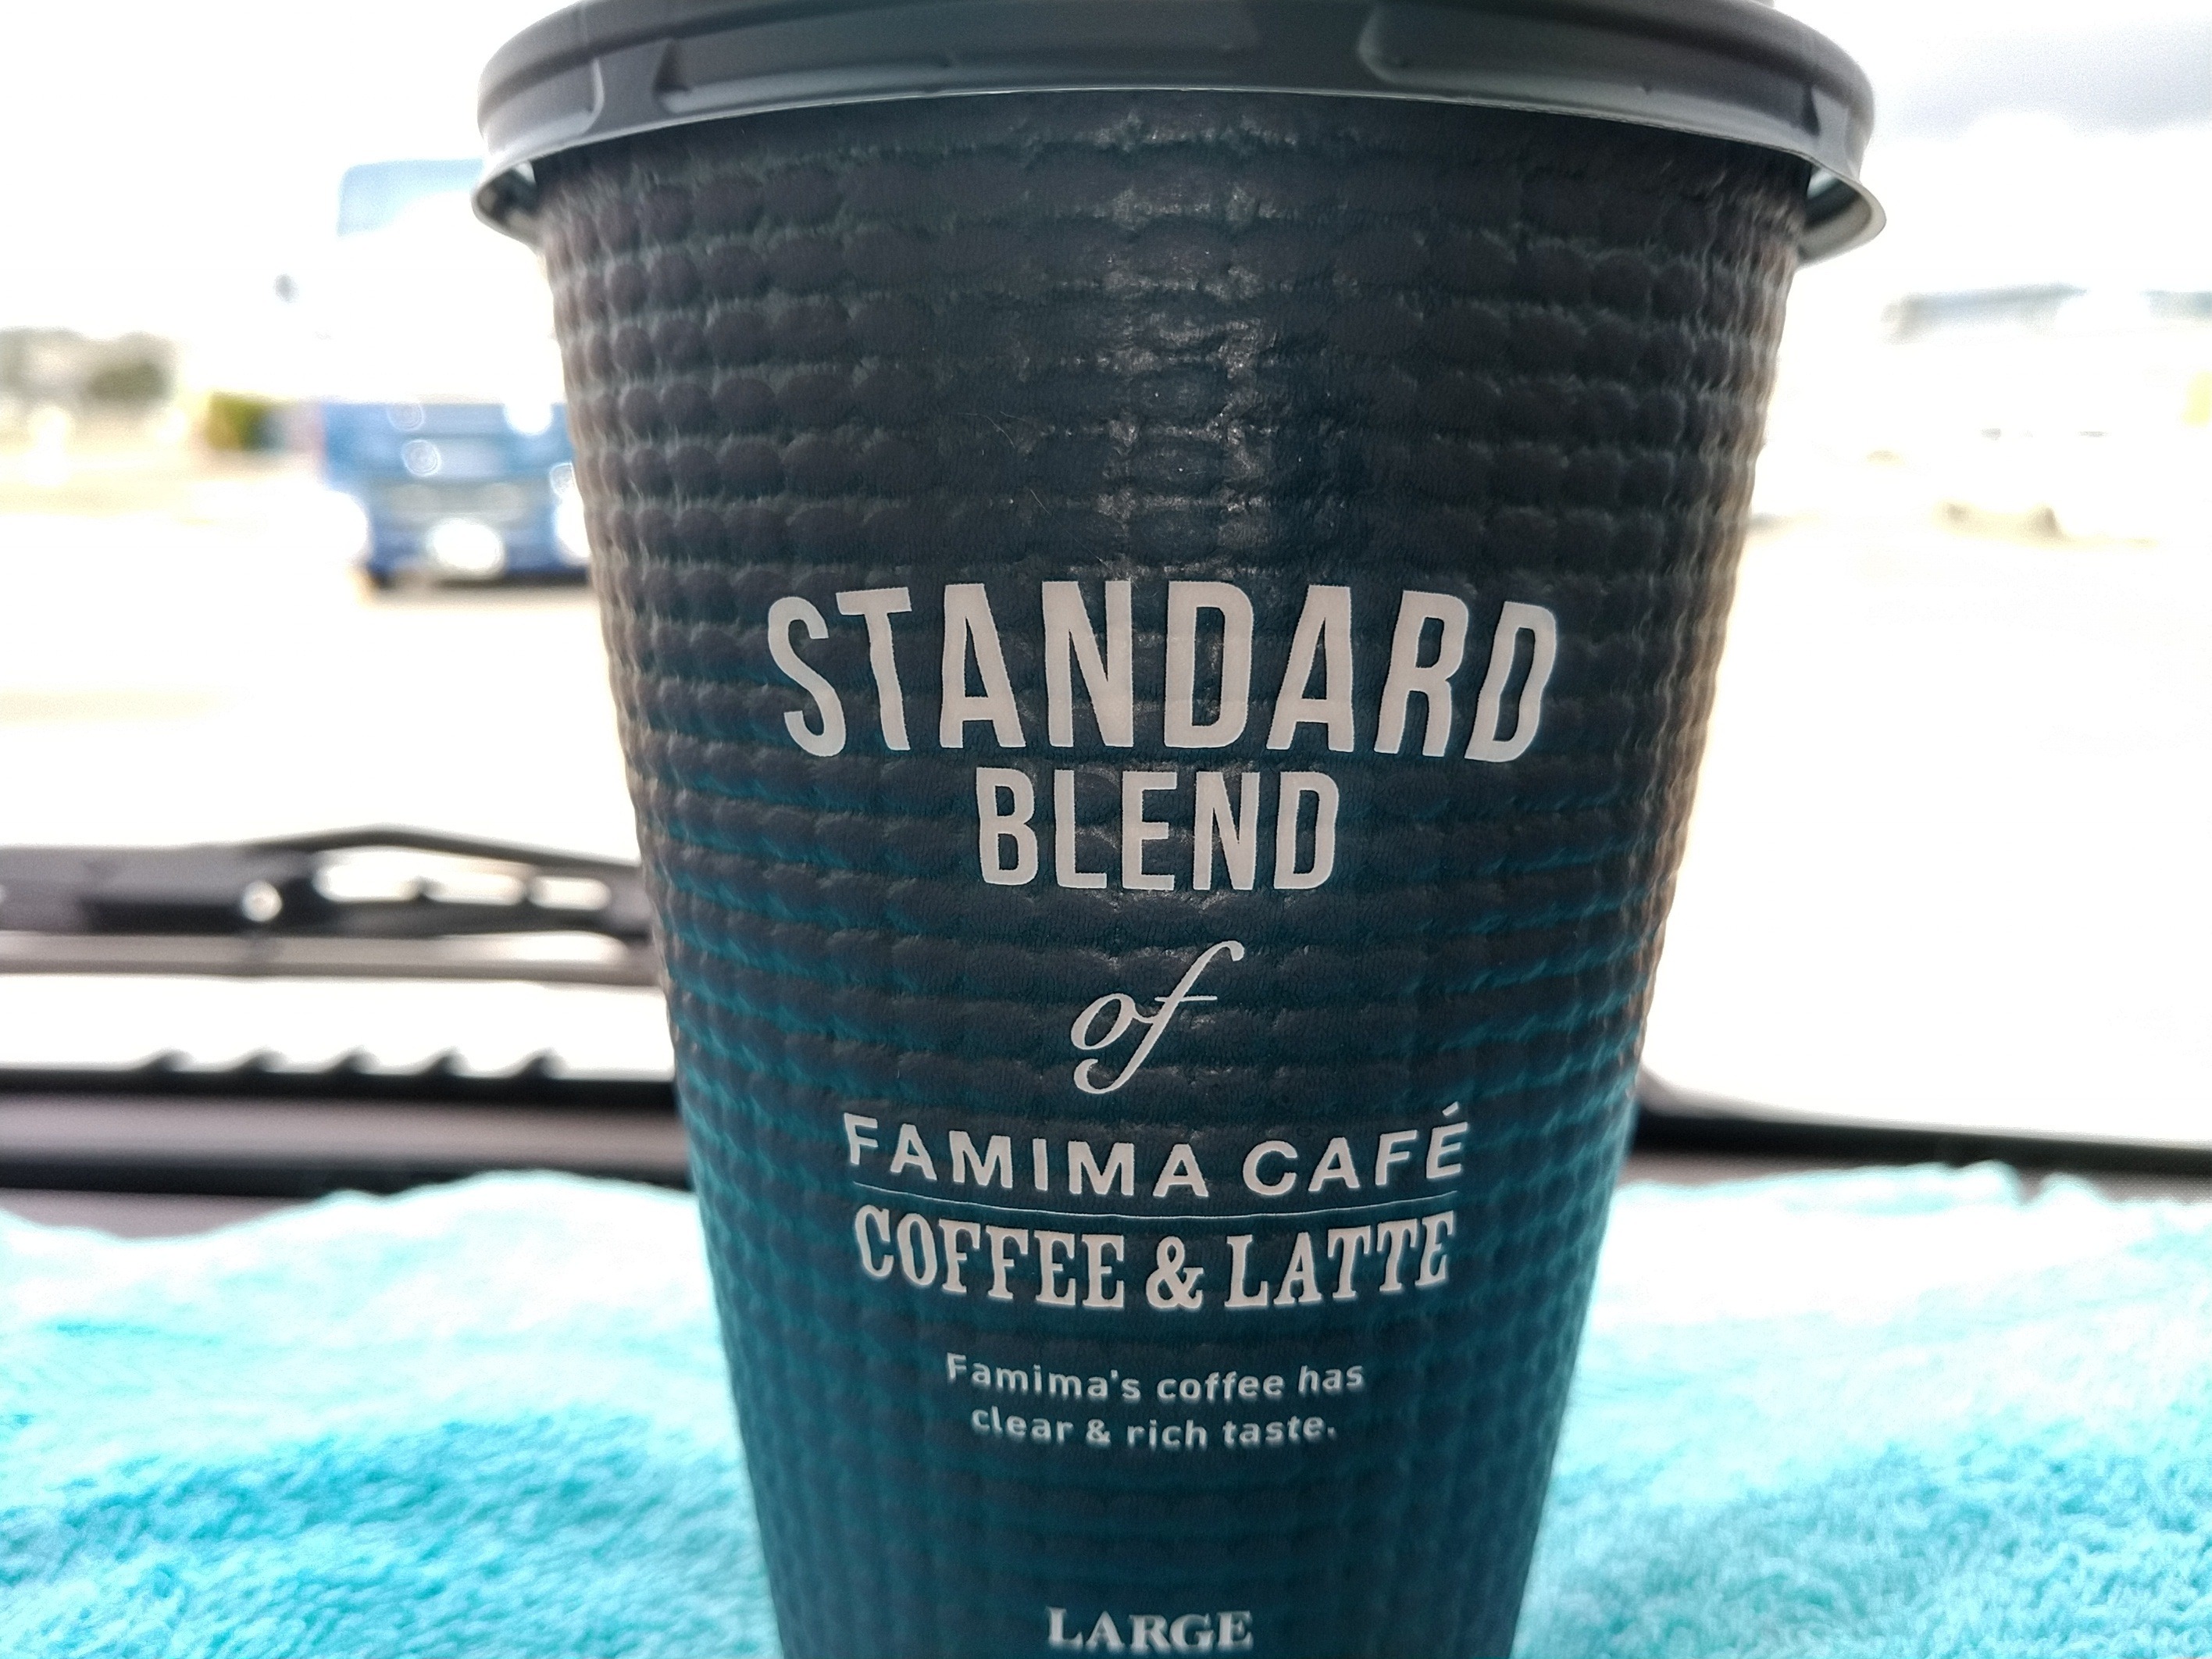 STANDARD
BLEND
of
FAMIMA CAFÉ
COFFEE & LATTE
Famima's coffee has
clear & rich taste.
LARGE